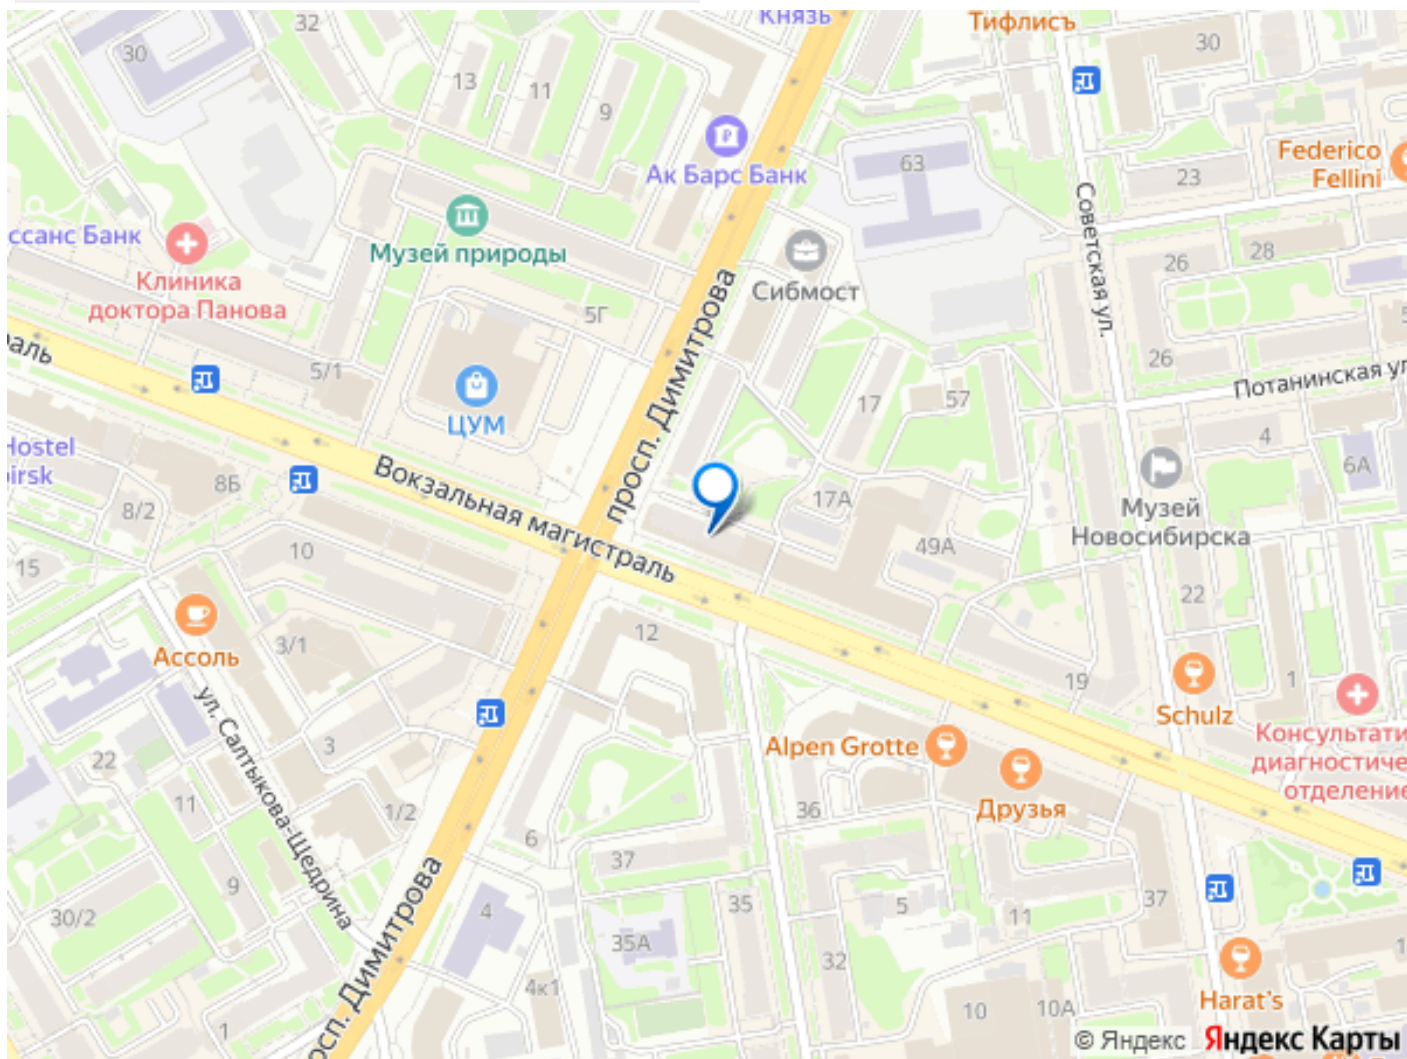 32
30
Князь
Тифлисъ
30
13
11
9
Ак Барс Банк
63
23
Federico
Fellini
Советская ул.
ссанс Банк
Клиника
доктора Панова
Музей природы
Сибмост
28
26
5Г
просп. Димитрова
аль
5/1
ЦУМ
26
Потанинская ул
17
57
4
6А
Hostel
irsk
8Б
8/2
Вокзальная магистраль
17А
49А
Музей
Новосибирска
10
15
22
Ассоль
3/1
12
19
1
Schulz
Консультати
диагностичес
отделение
ул. Салтыкова-Щедрина
3
22
11
1/2
Alpen Grotte
Друзья
36
6
37
9
30/2
4
35
5
11
37
35А
32
4к1
10
10А
Harat's
1
осп. Димитрова
© Яндекс Яндекс Карты